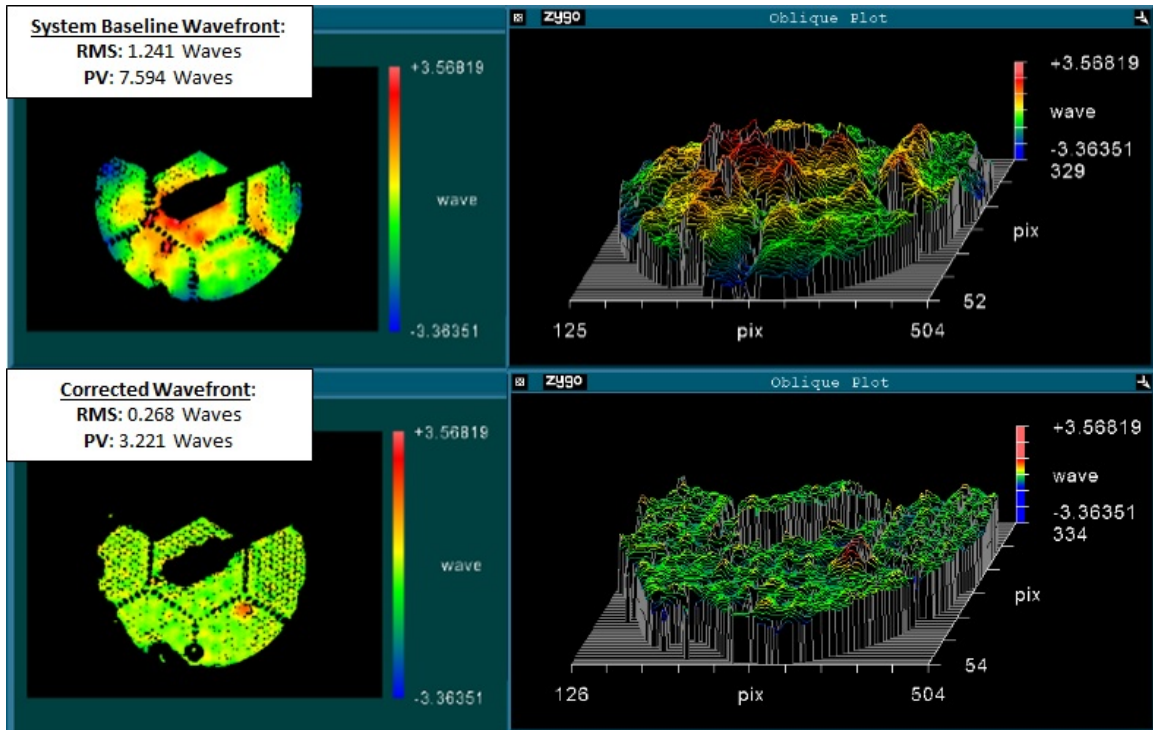 System Baseline Wavefront:
RMS: 1.241 Waves
PV: 7.594 Waves
+3.56819
wave
-3.36351
zygo
Oblique Plot
+3.56819
wave
-3.36351
329
pix
52
125
pix
504
Corrected Wavefront:
RMS: 0.268 Waves
PV: 3.221 Waves
+3.56819
wave
-3.36351
zygo
Oblique Plot
+3.56819
wave
-3.36351
334
pix
54
126
pix
504